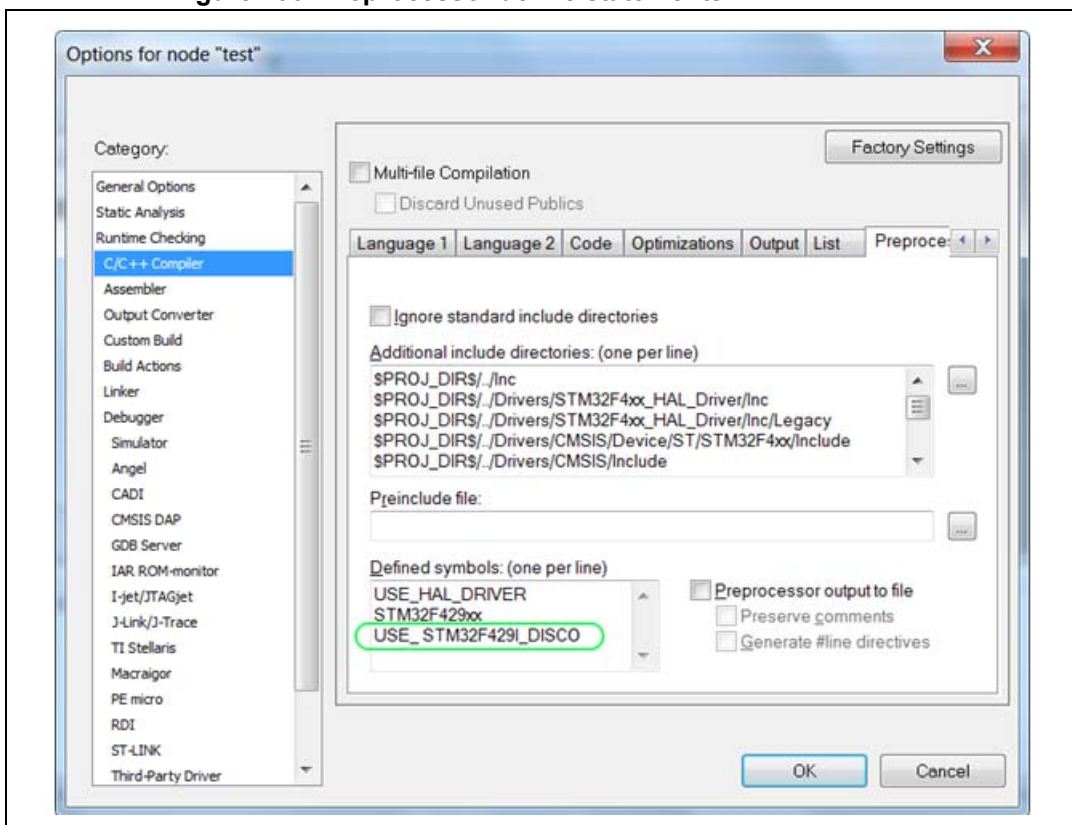 Options for node "test"
X
Category:
General Options
Static Analysis
Runtime Checking
C/C++ Compiler
Assembler
Output Converter
Custom Build
Build Actions
Linker
Debugger
Simulator
Angel
CADI
CMSIS DAP
GDB Server
IAR ROM-monitor
I-jet/JTAGjet
J-Link/J-Trace
TI Stellaris
Macraigor
PE micro
RDI
ST-LINK
Third-Party Driver
Factory Settings
Multi-file Compilation
Discard Unused Publics
Language 1 Language 2 Code Optimizations Output List Preproce
Ignore standard include directories
Additional include directories: (one per line)
$PROJ_DIR$/../Inc
$PROJ_DIR$/../Drivers/STM32F4xx_HAL_Driver/Inc
$PROJ_DIR$/../Drivers/STM32F4xx_HAL_Driver/Inc/Legacy
$PROJ_DIR$/../Drivers/CMSIS/Device/ST/STM32F4xx/Include
$PROJ_DIR$/../Drivers/CMSIS/Include
...
Preinclude file:
...
Defined symbols: (one per line)
USE_HAL_DRIVER
STM32F429xx
USE_ STM32F429I_DISCO
Preprocessor output to file
Preserve comments
Generate #line directives
OK Cancel